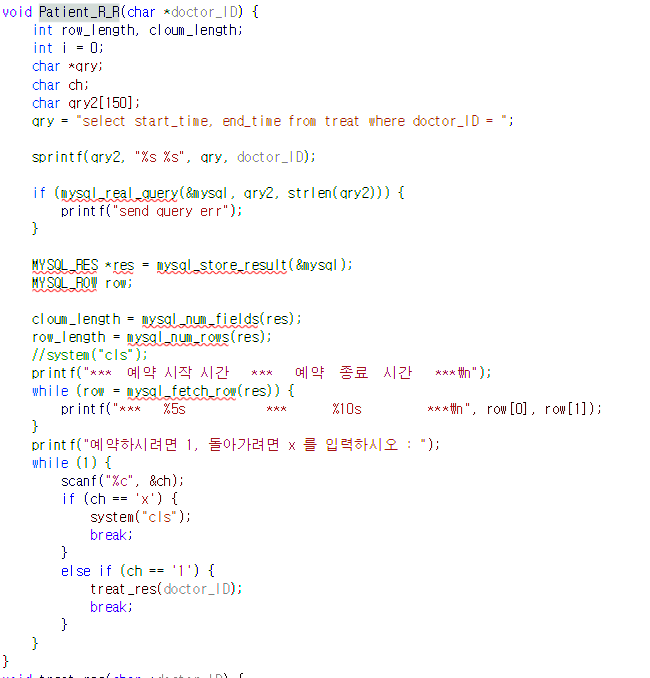 void Patient_R_R(char *doctor_ID) {
int row_length, cloum_length;
int i = 0;
char *qry;
char ch;
char qry2[150];
qry = "select start_time, end_time from treat where doctor_ID = ";
sprintf(qry2, "%s %s", qry, doctor_ID);
if (mysql_real_query(&mysql, qry2, strlen(qry2))) {
printf("send query err");
}
MYSQL_RES *res = mysql_store_result(&mysql);
MYSQL_ROW row;
cloum_length = mysql_num_fields(res);
row_length = mysql_num_rows(res);
//system("cls");
printf("*** 예약 시작 시간 *** 예약 종료 시간 ***₩n");
while (row = mysql_fetch_row(res)) {
printf("*** %5s *** %10s ***₩n", row[0], row[1]);
}
printf("예약하시려면 1, 돌아가려면 x 를 입력하시오 : ");
while (1) {
scanf("%c", &ch);
if (ch == 'x') {
system("cls");
break;
}
else if (ch == '1') {
treat_res(doctor_ID);
break;
}
}
}
void treat_res(char *doctor_ID) {